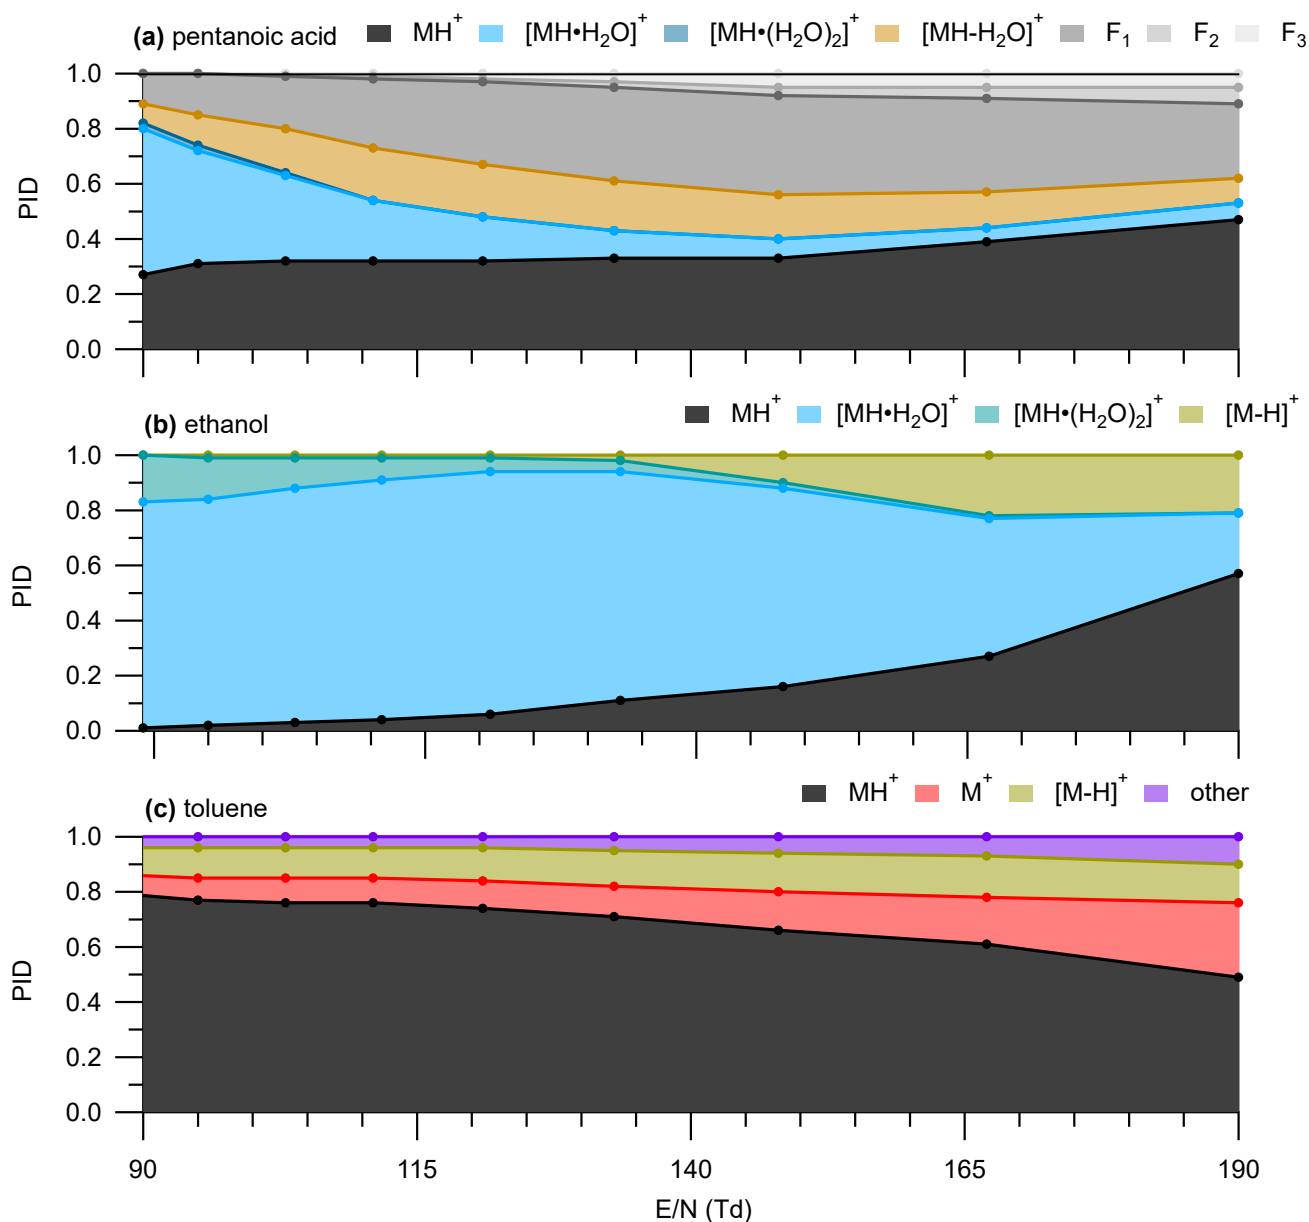 (a) pentanoic acid MH⁺ [MH•H₂O]⁺ [MH•(H₂O)₂]⁺ [MH-H₂O]⁺ F₁ F₂ F₃
1.0
0.8
0.6
0.4
0.2
0.0
PID
(b) ethanol MH⁺ [MH•H₂O]⁺ [MH•(H₂O)₂]⁺ [M-H]⁺
1.0
0.8
0.6
0.4
0.2
0.0
PID
(c) toluene MH⁺ M⁺ [M-H]⁺ other
1.0
0.8
0.6
0.4
0.2
0.0
PID
90 115 140 165 190
E/N (Td)